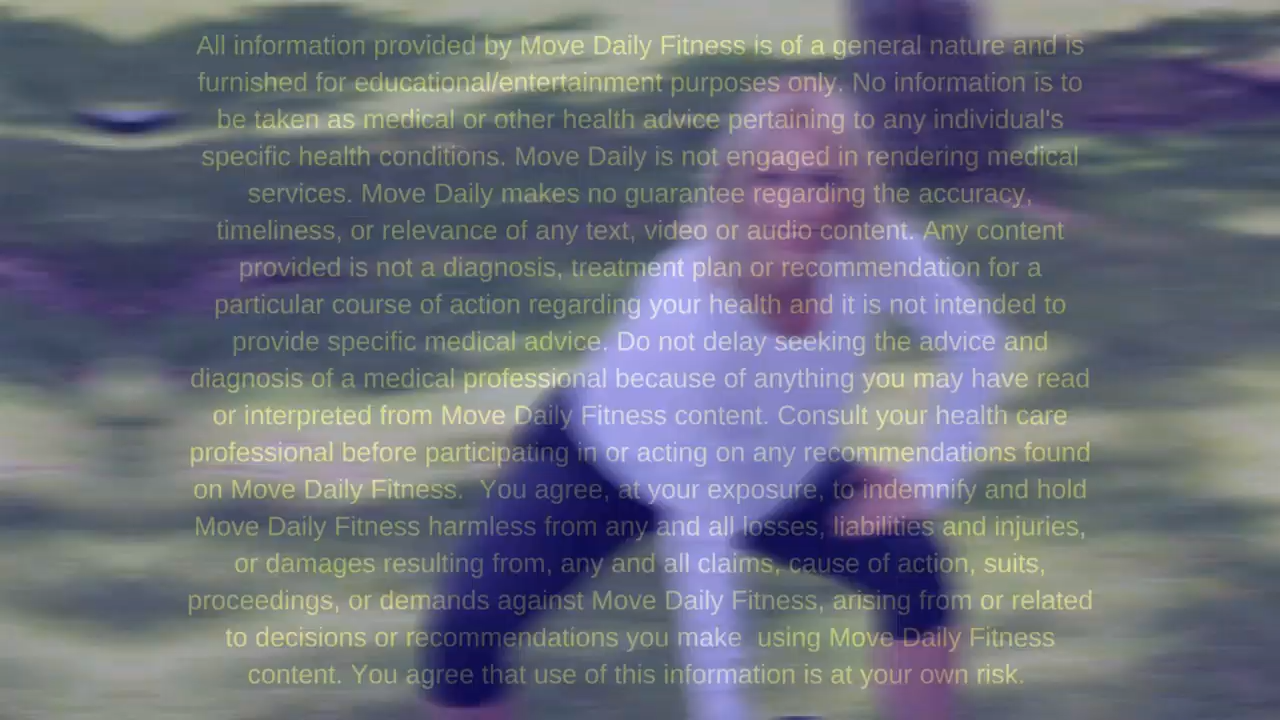 All information provided by Move Daily Fitness is of a general nature and is
furnished for educational/entertainment purposes only. No information is to
be taken as medical or other health advice pertaining to any individual's
specific health conditions. Move Daily is not engaged in rendering medical
services. Move Daily makes no guarantee regarding the accuracy,
timeliness, or relevance of any text, video or audio content. Any content
provided is not a diagnosis, treatment plan or recommendation for a
particular course of action regarding your health and it is not intended to
provide specific medical advice. Do not delay seeking the advice and
diagnosis of a medical professional because of anything you may have read
or interpreted from Move Daily Fitness content. Consult your health care
professional before participating in or acting on any recommendations found
on Move Daily Fitness.  You agree, at your exposure, to indemnify and hold
Move Daily Fitness harmless from any and all losses, liabilities and injuries,
or damages resulting from, any and all claims, cause of action, suits,
proceedings, or demands against Move Daily Fitness, arising from or related
to decisions or recommendations you make  using Move Daily Fitness
content. You agree that use of this information is at your own risk.